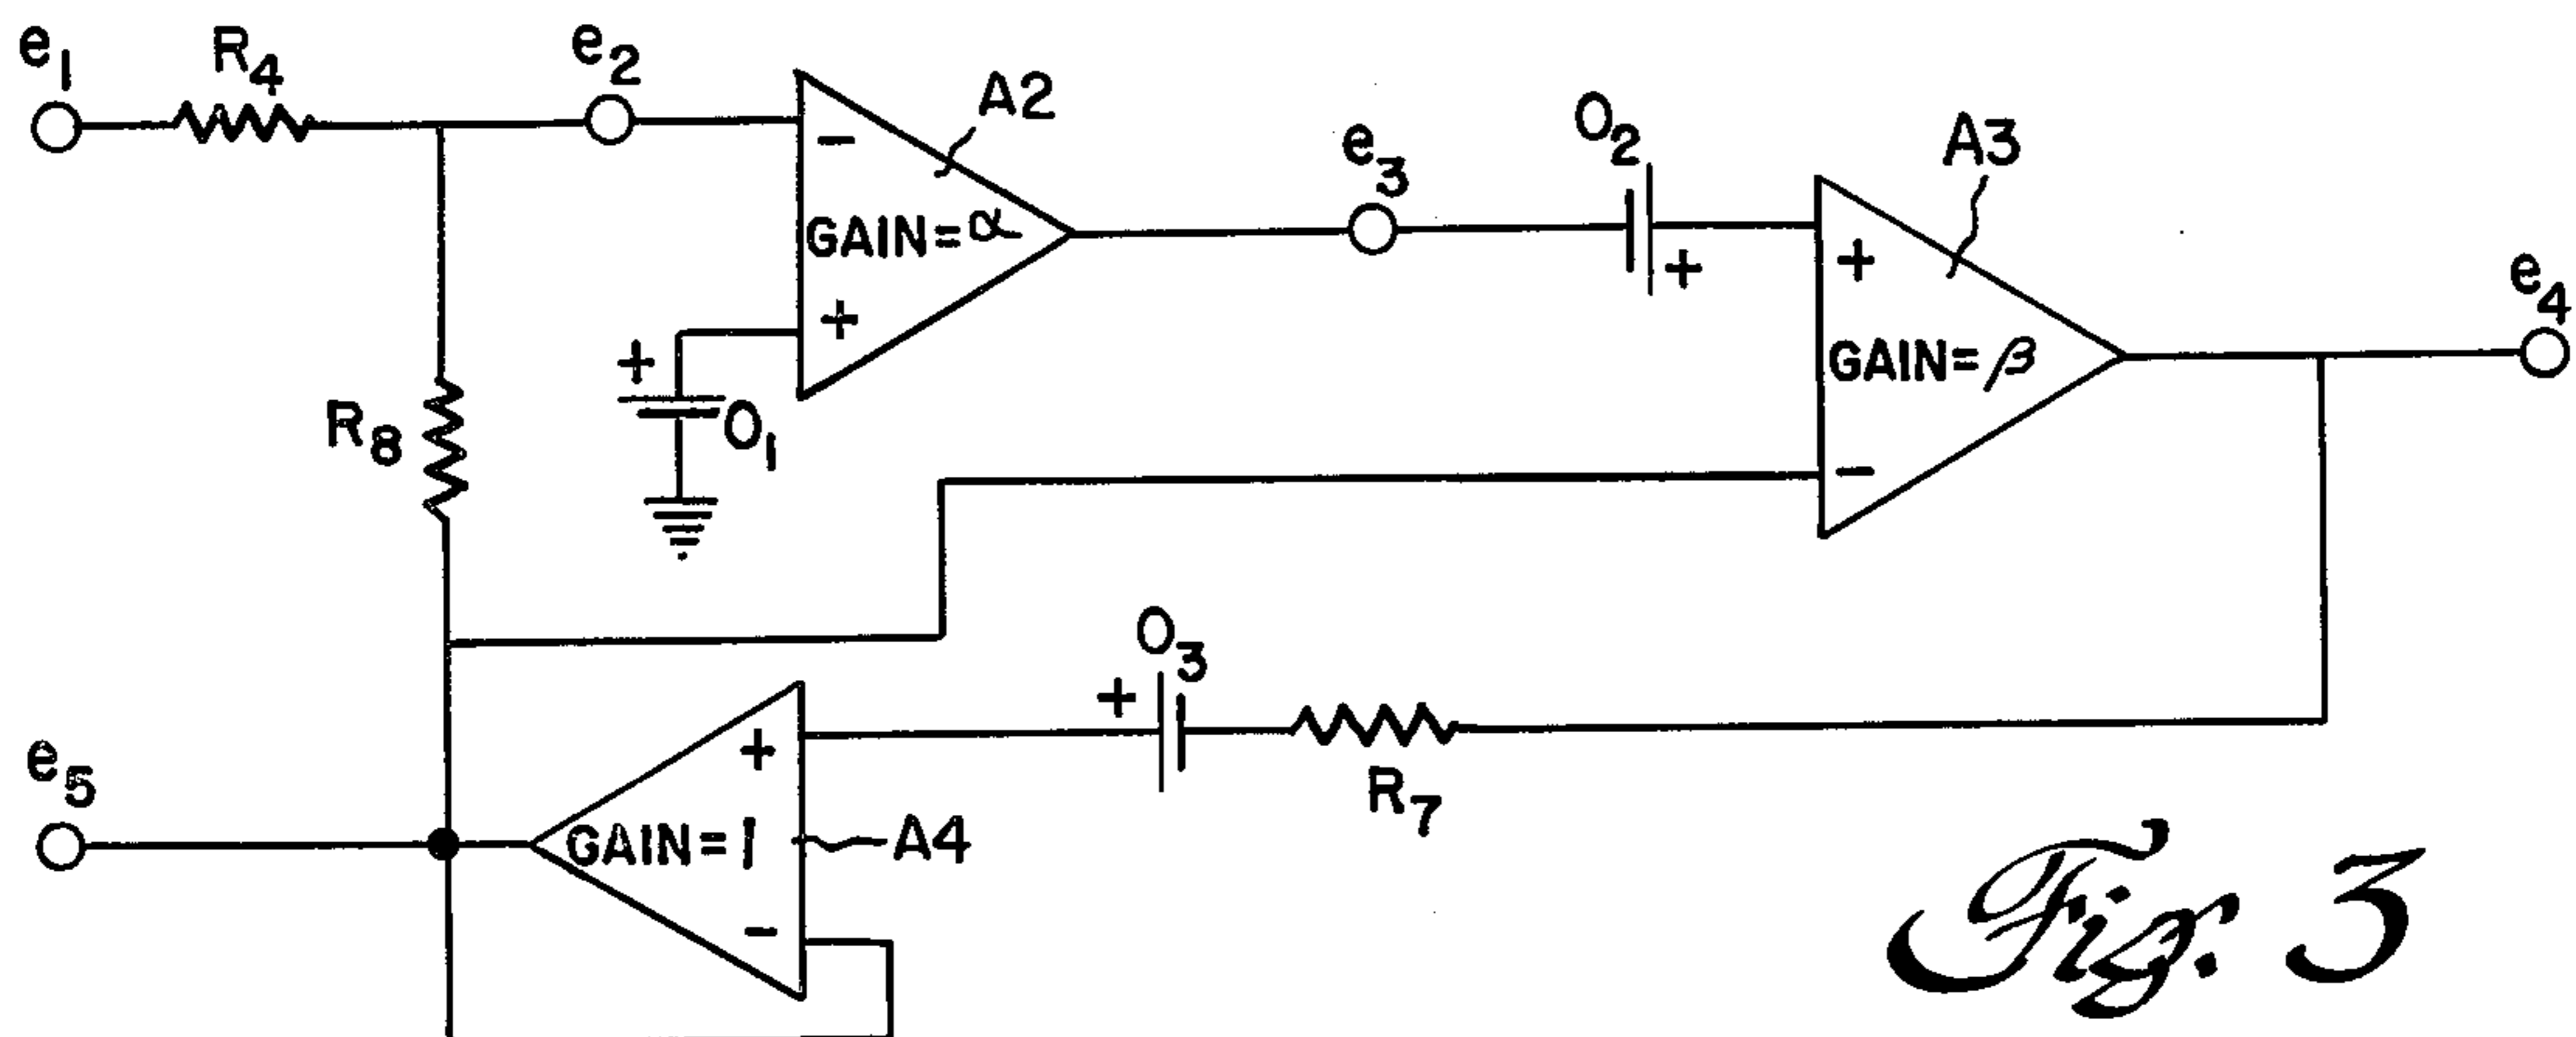 e1
R4
e2
A2
-
GAIN=α
+
e3
O2
+
A3
+
GAIN=β
-
e4
R8
+
O1
O3
+
R7
e5
+
GAIN=1
-
A4
Fig. 3